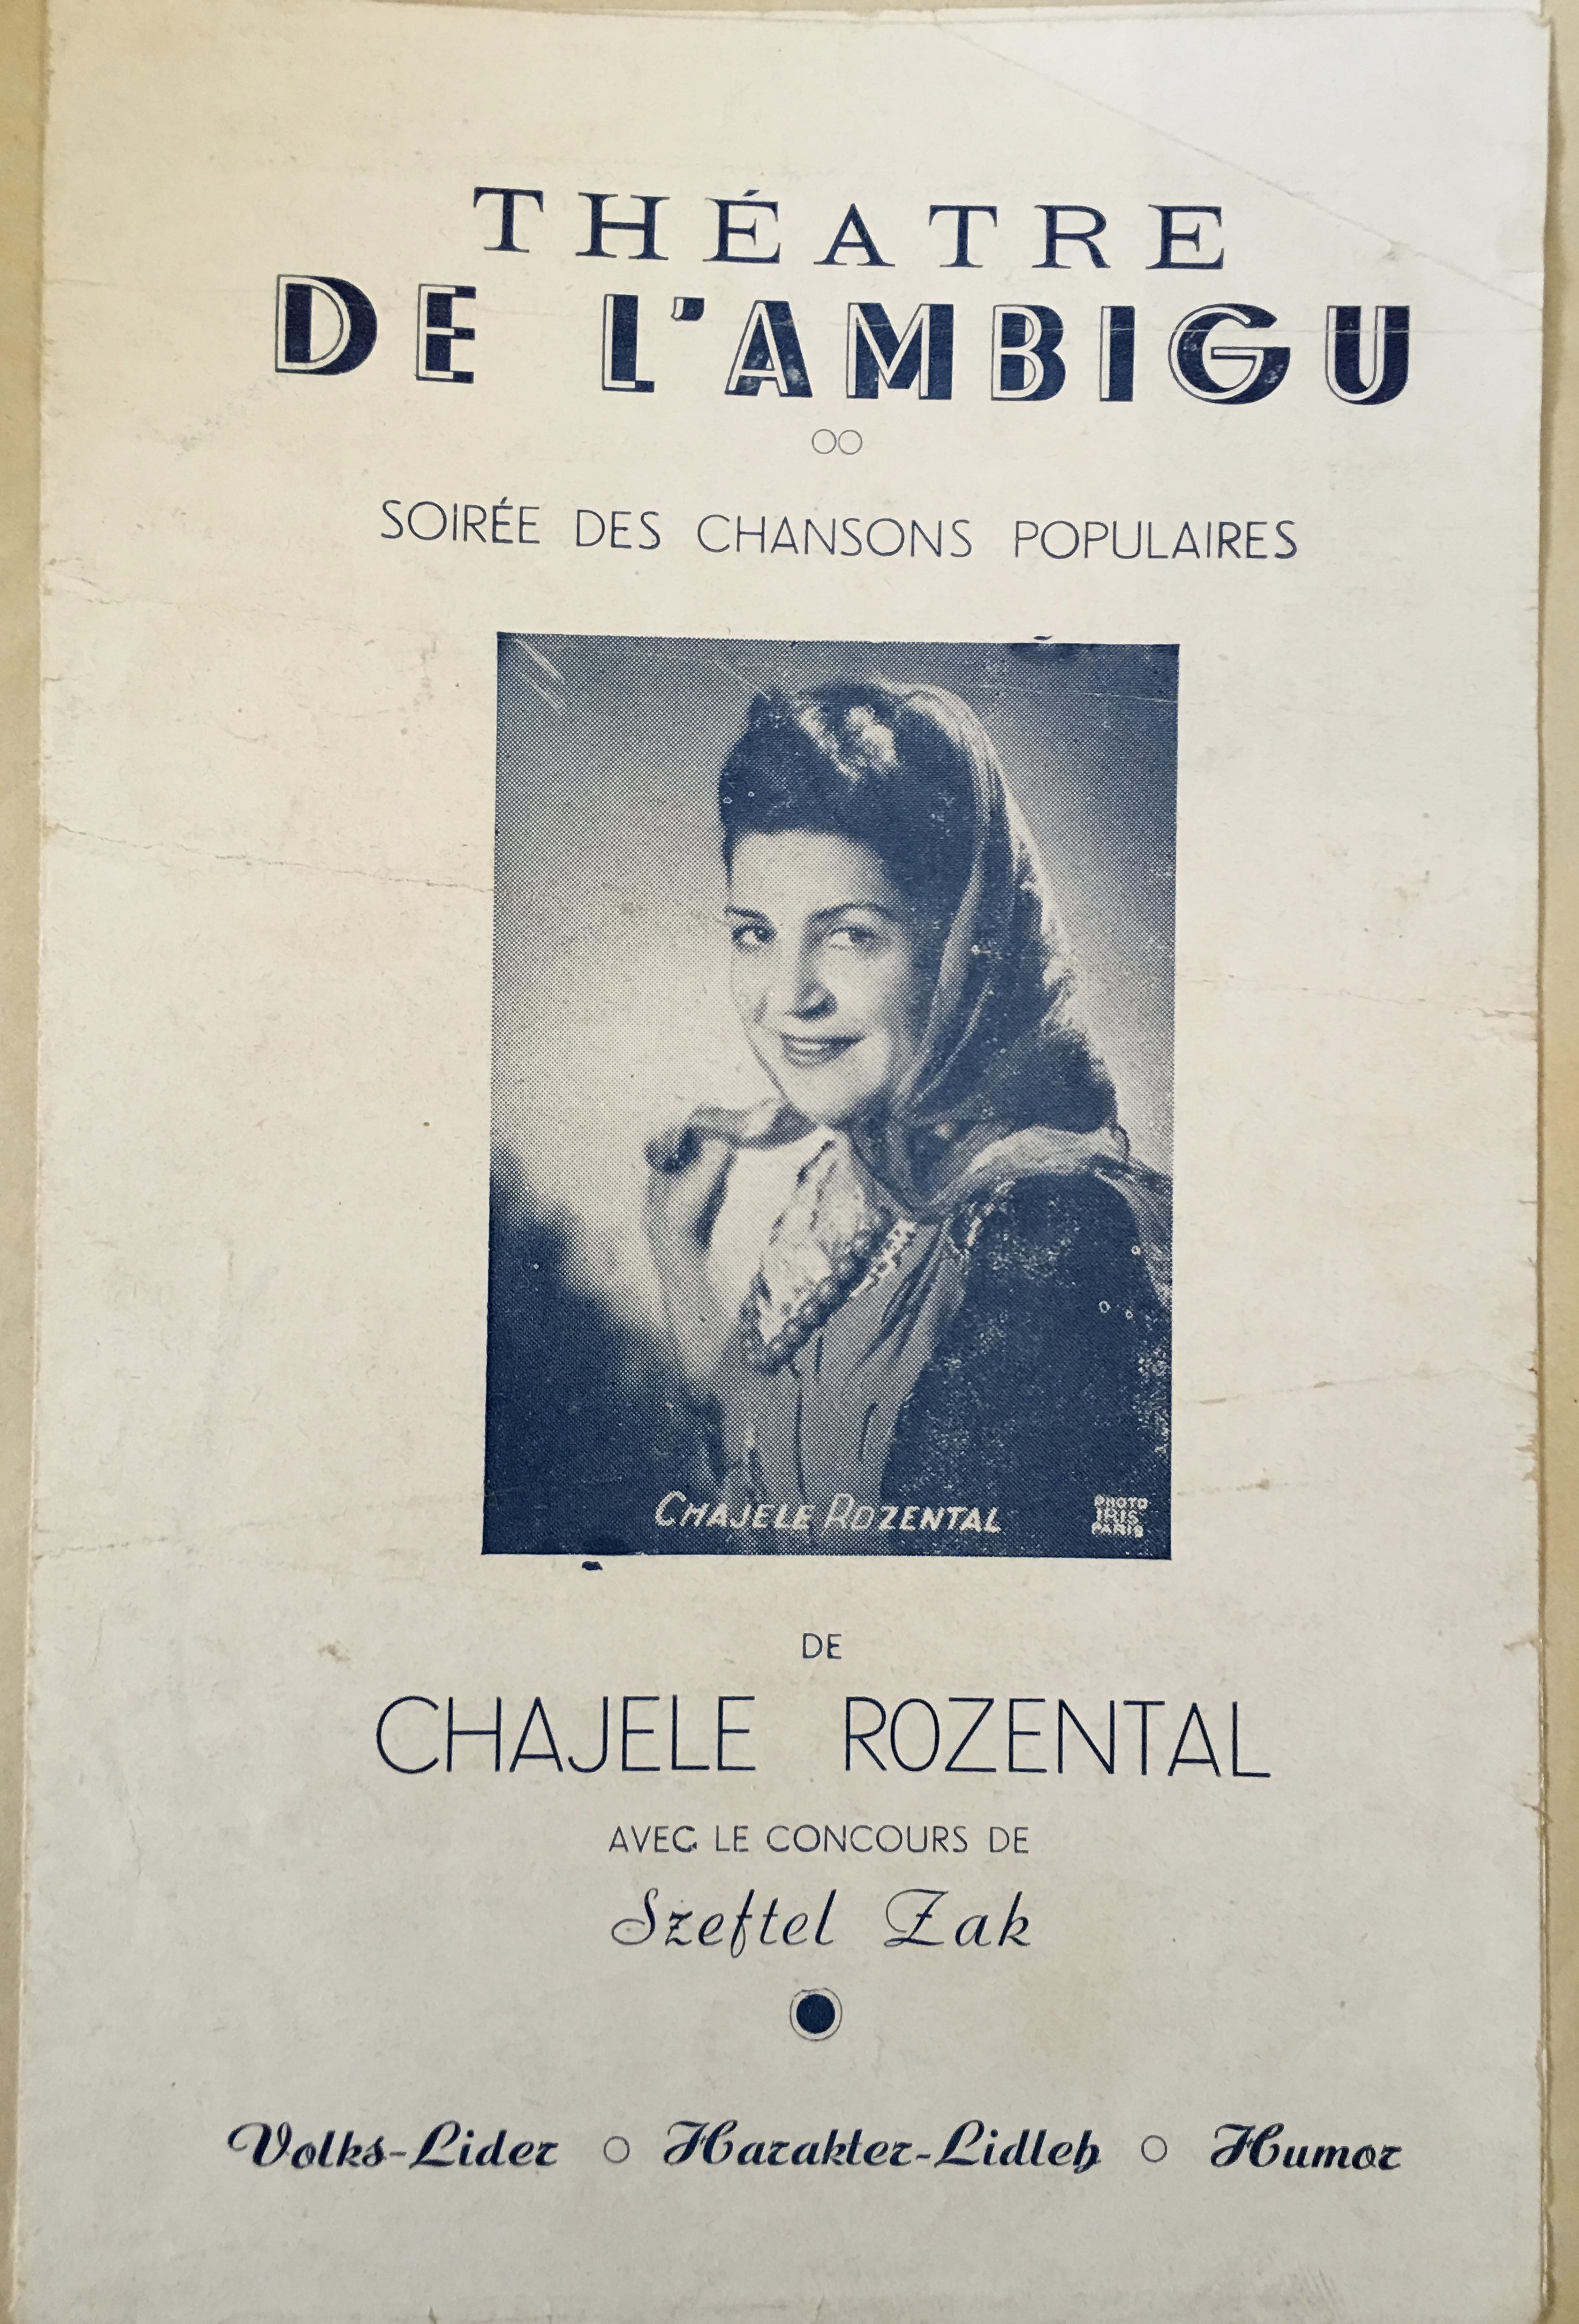 THÉATRE
DE L'AMBIGU
SOIRÉE DES CHANSONS POPULAIRES
CHAJELE ROZENTAL
PHOTO
IRIS
PARIS
DE
CHAJELE ROZENTAL
AVEC LE CONCOURS DE
Szeftel Zak
Volks-Lider ○ Harakter-Lidleh ○ Humor